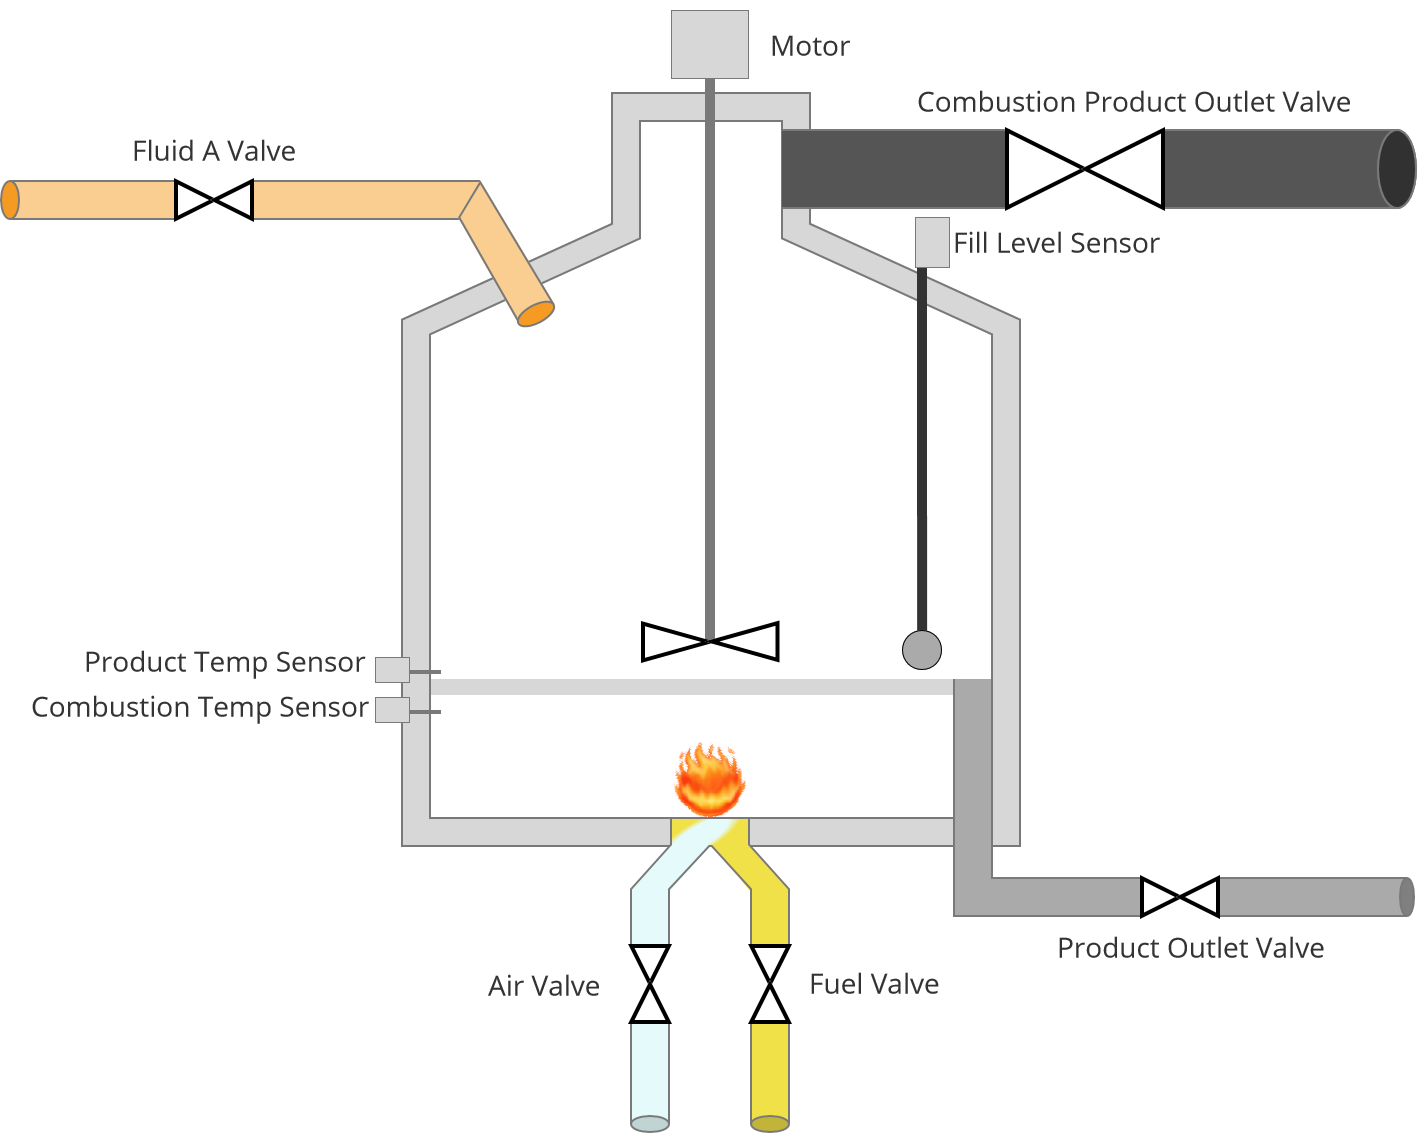 Motor
Combustion Product Outlet Valve
Fluid A Valve
Fill Level Sensor
Product Temp Sensor
Combustion Temp Sensor
Product Outlet Valve
Air Valve
Fuel Valve